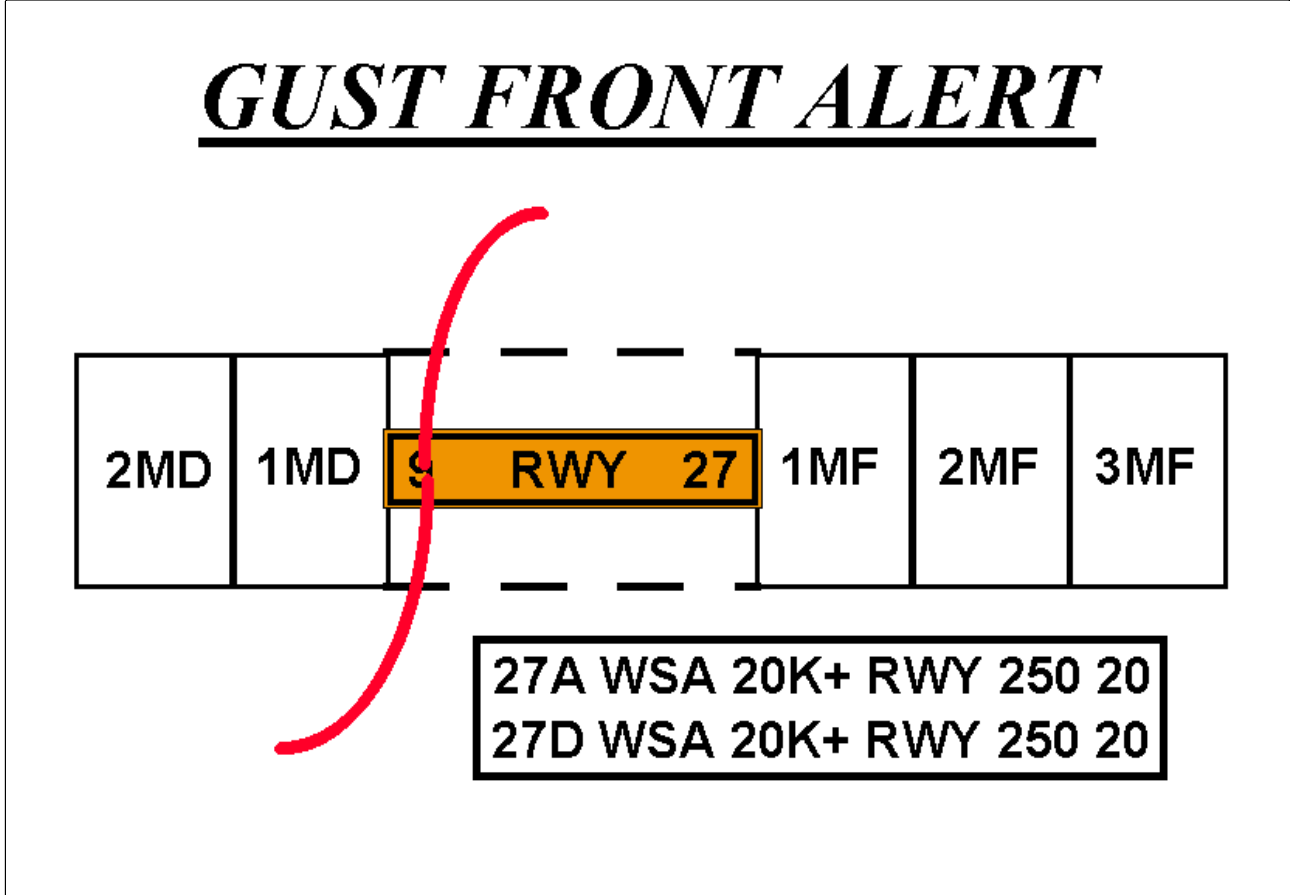 GUST FRONT ALERT
2MD 1MD 9 RWY 27 1MF 2MF 3MF
27A WSA 20K+ RWY 250 20
27D WSA 20K+ RWY 250 20